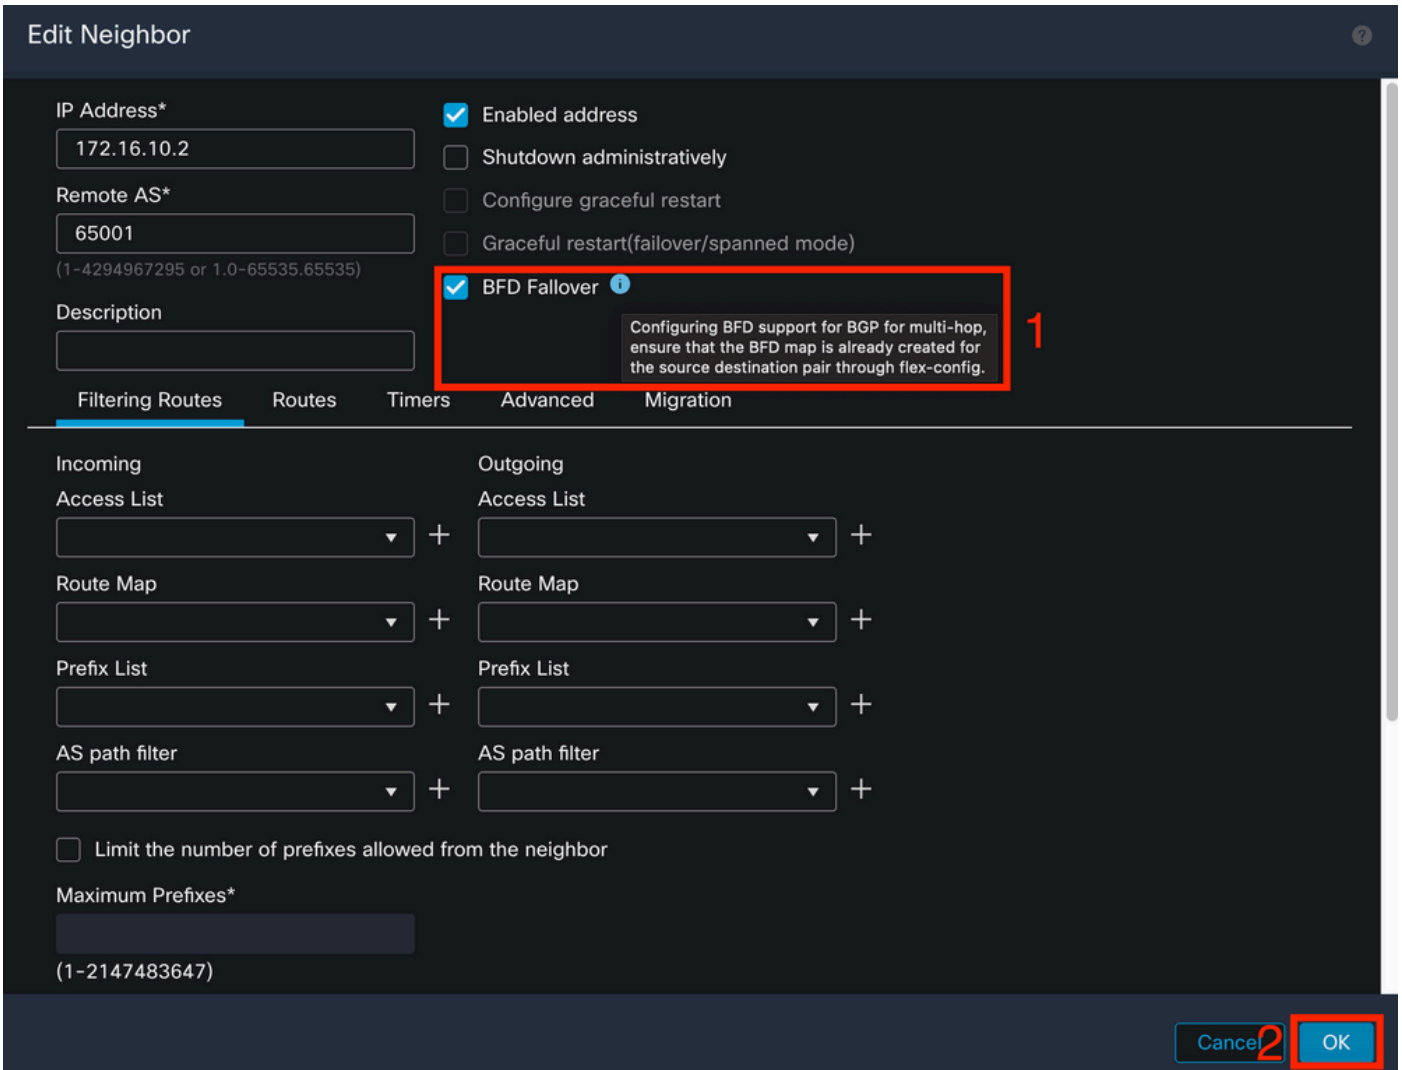 Edit Neighbor
?
IP Address*
172.16.10.2
Remote AS*
65001
(1-4294967295 or 1.0-65535.65535)
Description
Enabled address
Shutdown administratively
Configure graceful restart
Graceful restart(failover/spanned mode)
BFD Fallover i
Configuring BFD support for BGP for multi-hop,
ensure that the BFD map is already created for
the source destination pair through flex-config.
1
Filtering Routes Routes Timers Advanced Migration
Incoming Outgoing
Access List Access List
Route Map Route Map
Prefix List Prefix List
AS path filter AS path filter
Limit the number of prefixes allowed from the neighbor
Maximum Prefixes*
(1-2147483647)
Cancel 2 OK